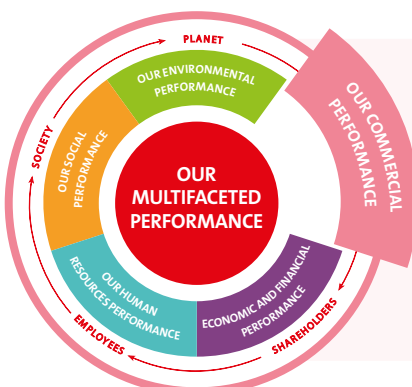 PLANET
OUR ENVIRONMENTAL
PERFORMANCE
OUR COMMERCIAL
PERFORMANCE
SOCIETY
OUR SOCIAL
PERFORMANCE
OUR
MULTIFACETED
PERFORMANCE
OUR HUMAN
RESOURCES PERFORMANCE
ECONOMIC AND FINANCIAL
PERFORMANCE
EMPLOYEES
SHAREHOLDERS